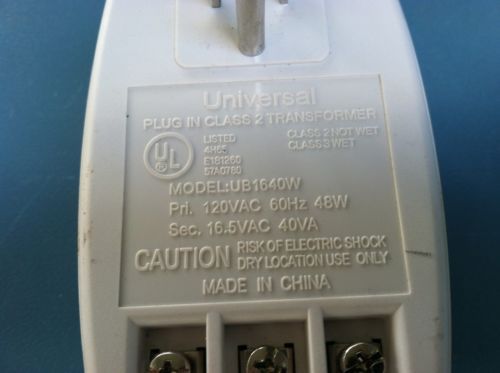 Universal
PLUG IN CLASS 2 TRANSFORMER
UL
LISTED
4H65
E181260
57A0780
CLASS 2 NOT WET
CLASS 3 WET
MODEL:UB1640W
Pri. 120VAC 60Hz 48W
Sec. 16.5VAC 40VA
CAUTION RISK OF ELECTRIC SHOCK
DRY LOCATION USE ONLY
MADE IN CHINA